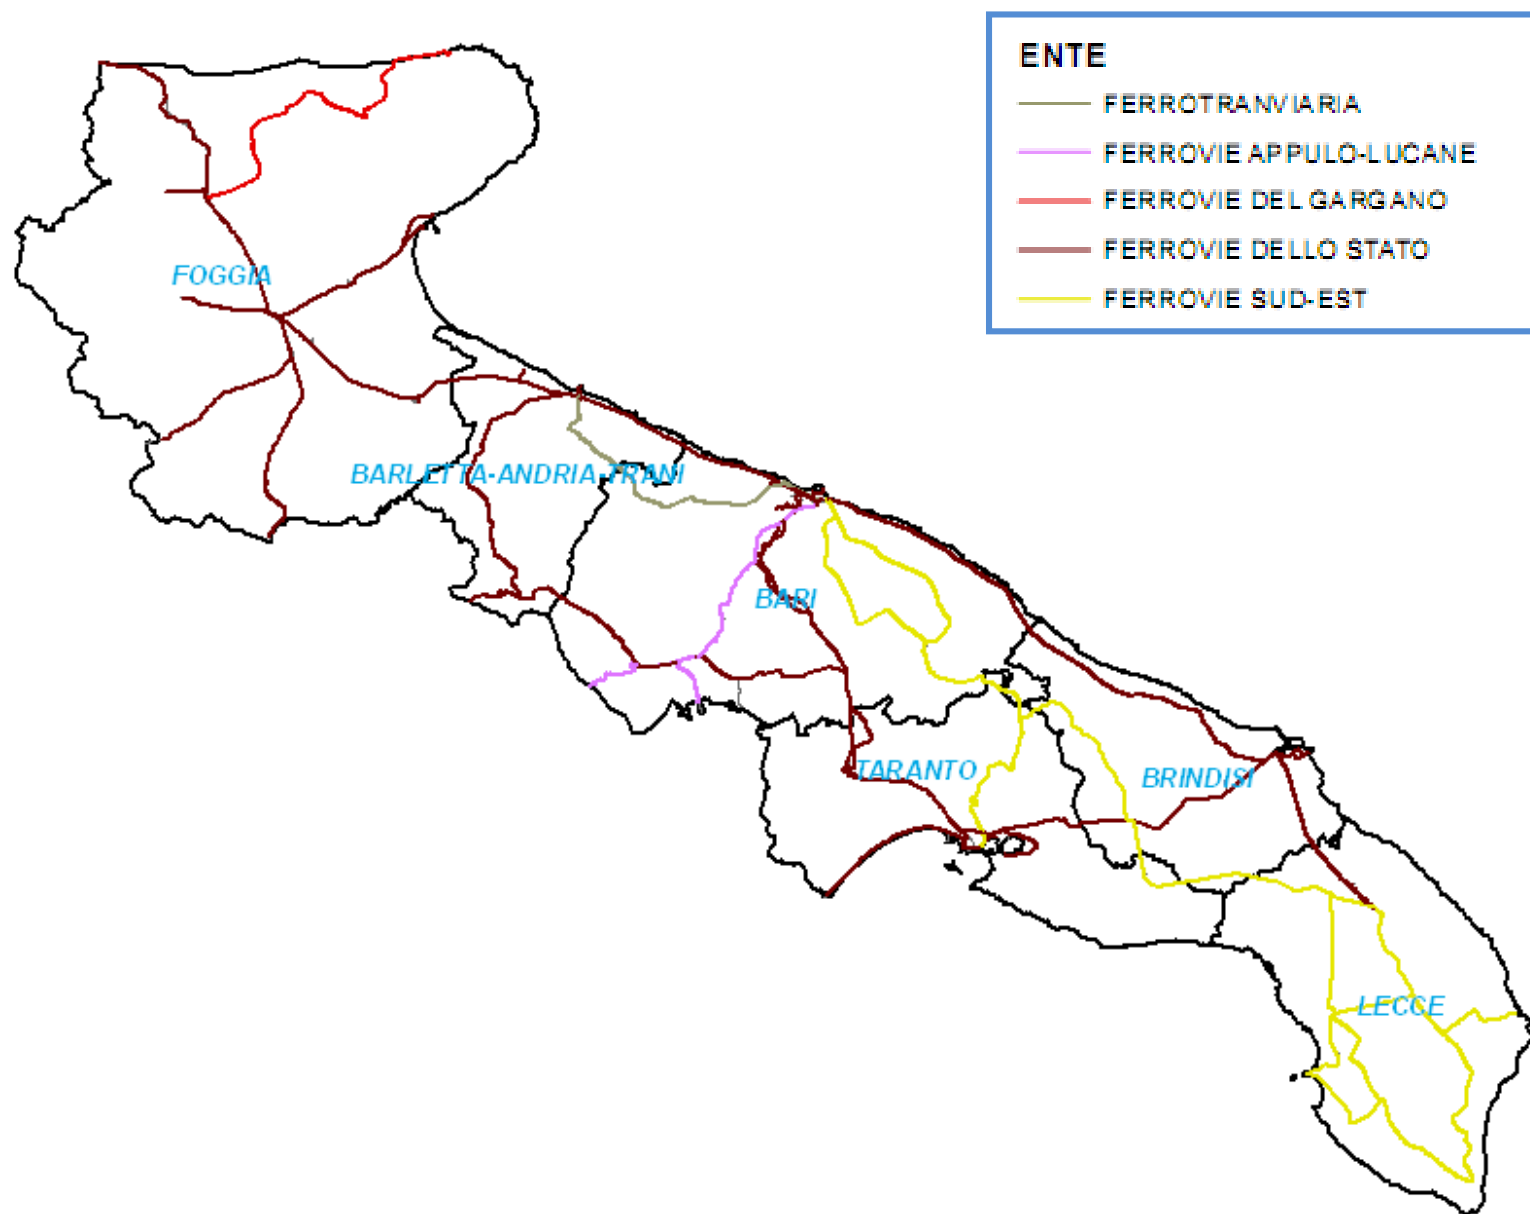 ENTE
FERROTRANVIARIA
FERROVIE APPULO-LUCANE
FERROVIE DEL GARGANO
FERROVIE DELLO STATO
FERROVIE SUD-EST
FOGGIA
BARLETTA-ANDRIA-TRANI
BARI
TARANTO
BRINDISI
LECCE